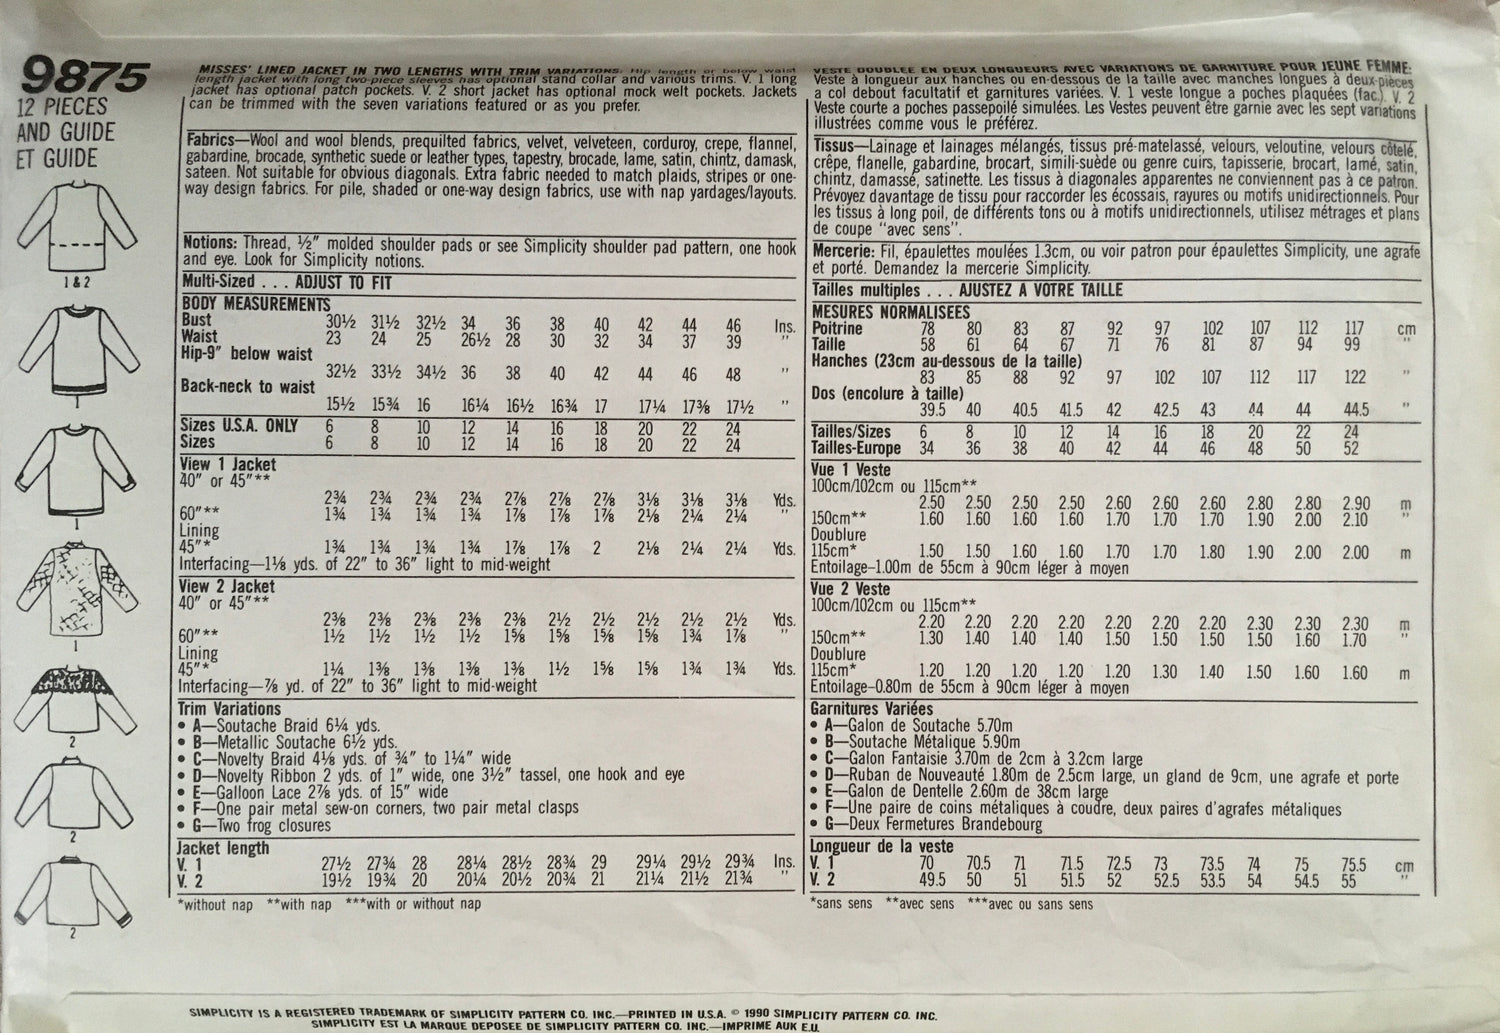 9875
12 PIECES
AND GUIDE
ET GUIDE
1 & 2
1
1
1
2
2
2
MISSES' LINED JACKET IN TWO LENGTHS WITH TRIM VARIATIONS: Hip length or below waist
length jacket with long two-piece sleeves has optional stand collar and various trims. V. 1 long
jacket has optional patch pockets. V. 2 short jacket has optional mock welt pockets. Jackets
can be trimmed with the seven variations featured or as you prefer.
Fabrics—Wool and wool blends, prequilted fabrics, velvet, velveteen, corduroy, crepe, flannel,
gabardine, brocade, synthetic suede or leather types, tapestry, brocade, lame, satin, chintz, damask,
sateen. Not suitable for obvious diagonals. Extra fabric needed to match plaids, stripes or one-
way design fabrics. For pile, shaded or one-way design fabrics, use with nap yardages/layouts.
Notions: Thread, ½" molded shoulder pads or see Simplicity shoulder pad pattern, one hook
and eye. Look for Simplicity notions.
Multi-Sized . . . ADJUST TO FIT
BODY MEASUREMENTS
Bust 30½ 31½ 32½ 34 36 38 40 42 44 46 Ins.
Waist 23 24 25 26½ 28 30 32 34 37 39 "
Hip-9" below waist
32½ 33½ 34½ 36 38 40 42 44 46 48 "
Back-neck to waist
15½ 15¾ 16 16¼ 16½ 16¾ 17 17¼ 17⅜ 17½ "
Sizes U.S.A. ONLY 6 8 10 12 14 16 18 20 22 24
Sizes 6 8 10 12 14 16 18 20 22 24
View 1 Jacket
40" or 45"**
2¾ 2¾ 2¾ 2¾ 2⅞ 2⅞ 2⅞ 3⅛ 3⅛ 3⅛ Yds.
60"** 1¾ 1¾ 1¾ 1¾ 1⅞ 1⅞ 1⅞ 2⅛ 2¼ 2¼ "
Lining
45"* 1¾ 1¾ 1¾ 1¾ 1⅞ 1⅞ 2 2⅛ 2¼ 2¼ Yds.
Interfacing—1⅛ yds. of 22" to 36" light to mid-weight
View 2 Jacket
40" or 45"**
2⅜ 2⅜ 2⅜ 2⅜ 2⅜ 2½ 2½ 2½ 2½ 2½ Yds.
60"** 1½ 1½ 1½ 1½ 1⅝ 1⅝ 1⅝ 1⅝ 1¾ 1⅞ "
Lining
45"* 1¼ 1⅜ 1⅜ 1⅜ 1⅜ 1½ 1⅝ 1⅝ 1¾ 1¾ Yds.
Interfacing—⅞ yd. of 22" to 36" light to mid-weight
Trim Variations
• A—Soutache Braid 6¼ yds.
• B—Metallic Soutache 6½ yds.
• C—Novelty Braid 4⅛ yds. of ¾" to 1¼" wide
• D—Novelty Ribbon 2 yds. of 1" wide, one 3½" tassel, one hook and eye
• E—Galloon Lace 2⅞ yds. of 15" wide
• F—One pair metal sew-on corners, two pair metal clasps
• G—Two frog closures
Jacket length
V. 1 27½ 27¾ 28 28¼ 28½ 28¾ 29 29¼ 29½ 29¾ Ins.
V. 2 19½ 19¾ 20 20¼ 20½ 20¾ 21 21¼ 21½ 21¾ "
*without nap **with nap ***with or without nap
VESTE DOUBLEE EN DEUX LONGUEURS AVEC VARIATIONS DE GARNITURE POUR JEUNE FEMME:
Veste à longueur aux hanches ou en-dessous de la taille avec manches longues à deux-pièces
a col debout facultatif et garnitures variées. V. 1 veste longue a poches plaquées (fac.). V. 2
Veste courte a poches passepoilé simulées. Les Vestes peuvent être garnie avec les sept variations
illustrées comme vous le préférez.
Tissus—Lainage et lainages mélangés, tissus pré-matelassé, velours, veloutine, velours côtelé,
crêpe, flanelle, gabardine, brocart, simili-suède ou genre cuirs, tapisserie, brocart, lamé, satin,
chintz, damassé, satinette. Les tissus à diagonales apparentes ne conviennent pas à ce patron.
Prévoyez davantage de tissu pour raccorder les écossais, rayures ou motifs unidirectionnels. Pour
les tissus à long poil, de différents tons ou à motifs unidirectionnels, utilisez métrages et plans
de coupe "avec sens".
Mercerie: Fil, épaulettes moulées 1.3cm, ou voir patron pour épaulettes Simplicity, une agrafe
et porté. Demandez la mercerie Simplicity.
Tailles multiples . . . AJUSTEZ A VOTRE TAILLE
MESURES NORMALISEES
Poitrine 78 80 83 87 92 97 102 107 112 117 cm
Taille 58 61 64 67 71 76 81 87 94 99 "
Hanches (23cm au-dessous de la taille)
83 85 88 92 97 102 107 112 117 122 "
Dos (encolure à taille)
39.5 40 40.5 41.5 42 42.5 43 44 44 44.5 "
Tailles/Sizes 6 8 10 12 14 16 18 20 22 24
Tailles-Europe 34 36 38 40 42 44 46 48 50 52
Vue 1 Veste
100cm/102cm ou 115cm**
2.50 2.50 2.50 2.50 2.60 2.60 2.60 2.80 2.80 2.90 m
150cm** 1.60 1.60 1.60 1.60 1.70 1.70 1.70 1.90 2.00 2.10 "
Doublure
115cm* 1.50 1.50 1.60 1.60 1.70 1.70 1.80 1.90 2.00 2.00 m
Entoilage–1.00m de 55cm à 90cm léger à moyen
Vue 2 Veste
100cm/102cm ou 115cm**
2.20 2.20 2.20 2.20 2.20 2.20 2.20 2.30 2.30 2.30 m
150cm** 1.30 1.40 1.40 1.40 1.50 1.50 1.50 1.50 1.60 1.70 "
Doublure
115cm* 1.20 1.20 1.20 1.20 1.20 1.30 1.40 1.50 1.60 1.60 m
Entoilage–0.80m de 55cm à 90cm léger à moyen
Garnitures Variées
• A—Galon de Soutache 5.70m
• B—Soutache Métalique 5.90m
• C—Galon Fantaisie 3.70m de 2cm à 3.2cm large
• D—Ruban de Nouveauté 1.80m de 2.5cm large, un gland de 9cm, une agrafe et porte
• E—Galon de Dentelle 2.60m de 38cm large
• F—Une paire de coins métaliques à coudre, deux paires d'agrafes métaliques
• G—Deux Fermetures Brandebourg
Longueur de la veste
V. 1 70 70.5 71 71.5 72.5 73 73.5 74 75 75.5 cm
V. 2 49.5 50 51 51.5 52 52.5 53.5 54 54.5 55 "
*sans sens **avec sens ***avec ou sans sens
SIMPLICITY IS A REGISTERED TRADEMARK OF SIMPLICITY PATTERN CO. INC.—PRINTED IN U.S.A. © 1990 SIMPLICITY PATTERN CO. INC.
SIMPLICITY EST LA MARQUE DEPOSEE DE SIMPLICITY PATTERN CO. INC.—IMPRIME AUX E.U.